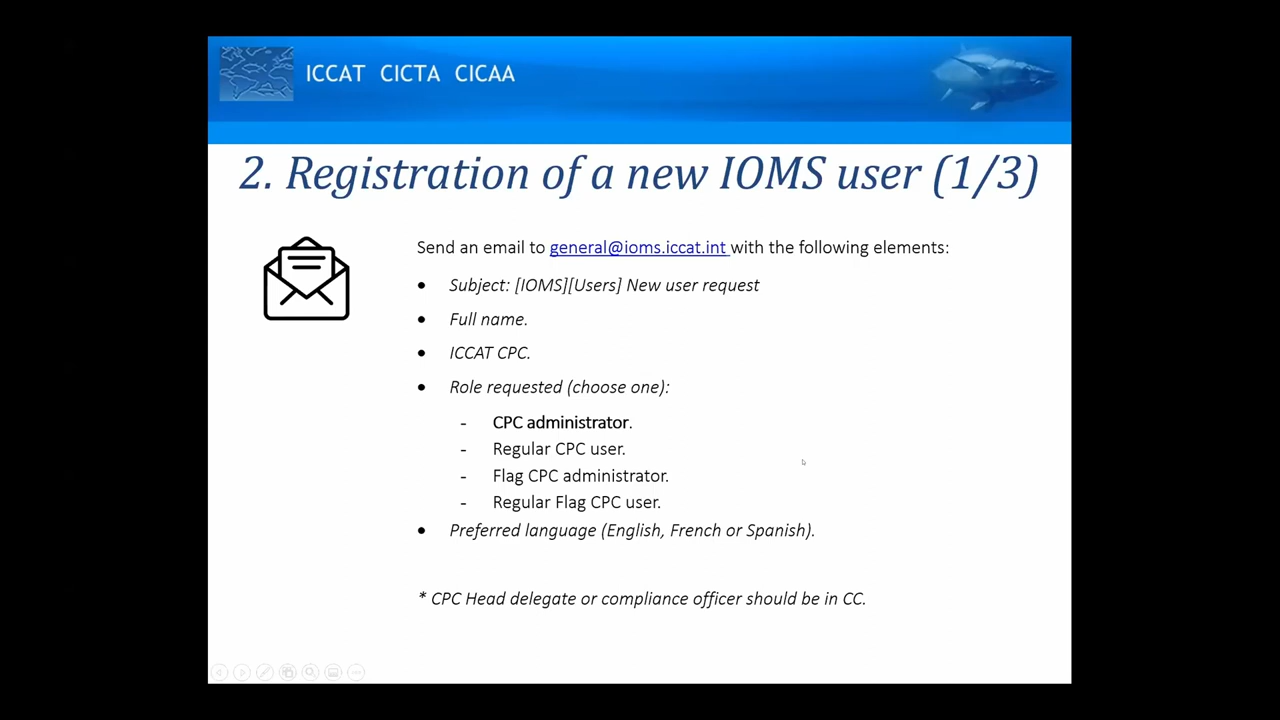 ICCAT CICTA CICAA
2. Registration of a new IOMS user (1/3)
Send an email to general@ioms.iccat.int with the following elements:
• Subject: [IOMS][Users] New user request
• Full name.
• ICCAT CPC.
• Role requested (choose one):
- CPC administrator.
- Regular CPC user.
- Flag CPC administrator.
- Regular Flag CPC user.
• Preferred language (English, French or Spanish).
* CPC Head delegate or compliance officer should be in CC.